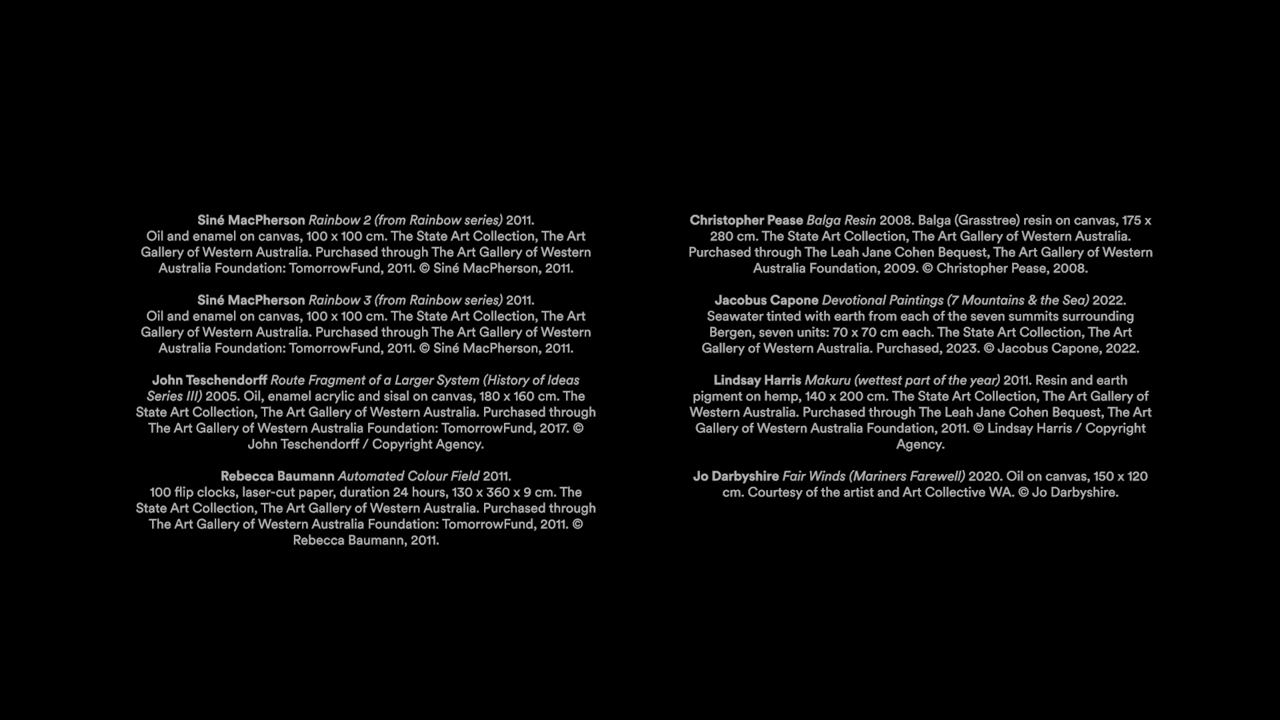 Siné MacPherson Rainbow 2 (from Rainbow series) 2011.
Oil and enamel on canvas, 100 x 100 cm. The State Art Collection, The Art
Gallery of Western Australia. Purchased through The Art Gallery of Western
Australia Foundation: TomorrowFund, 2011. © Siné MacPherson, 2011.
Siné MacPherson Rainbow 3 (from Rainbow series) 2011.
Oil and enamel on canvas, 100 x 100 cm. The State Art Collection, The Art
Gallery of Western Australia. Purchased through The Art Gallery of Western
Australia Foundation: TomorrowFund, 2011. © Siné MacPherson, 2011.
John Teschendorff Route Fragment of a Larger System (History of Ideas
Series III) 2005. Oil, enamel acrylic and sisal on canvas, 180 x 160 cm. The
State Art Collection, The Art Gallery of Western Australia. Purchased through
The Art Gallery of Western Australia Foundation: TomorrowFund, 2017. ©
John Teschendorff / Copyright Agency.
Rebecca Baumann Automated Colour Field 2011.
100 flip clocks, laser-cut paper, duration 24 hours, 130 x 360 x 9 cm. The
State Art Collection, The Art Gallery of Western Australia. Purchased through
The Art Gallery of Western Australia Foundation: TomorrowFund, 2011. ©
Rebecca Baumann, 2011.
Christopher Pease Balga Resin 2008. Balga (Grasstree) resin on canvas, 175 x
280 cm. The State Art Collection, The Art Gallery of Western Australia.
Purchased through The Leah Jane Cohen Bequest, The Art Gallery of Western
Australia Foundation, 2009. © Christopher Pease, 2008.
Jacobus Capone Devotional Paintings (7 Mountains & the Sea) 2022.
Seawater tinted with earth from each of the seven summits surrounding
Bergen, seven units: 70 x 70 cm each. The State Art Collection, The Art
Gallery of Western Australia. Purchased, 2023. © Jacobus Capone, 2022.
Lindsay Harris Makuru (wettest part of the year) 2011. Resin and earth
pigment on hemp, 140 x 200 cm. The State Art Collection, The Art Gallery of
Western Australia. Purchased through The Leah Jane Cohen Bequest, The Art
Gallery of Western Australia Foundation, 2011. © Lindsay Harris / Copyright
Agency.
Jo Darbyshire Fair Winds (Mariners Farewell) 2020. Oil on canvas, 150 x 120
cm. Courtesy of the artist and Art Collective WA. © Jo Darbyshire.